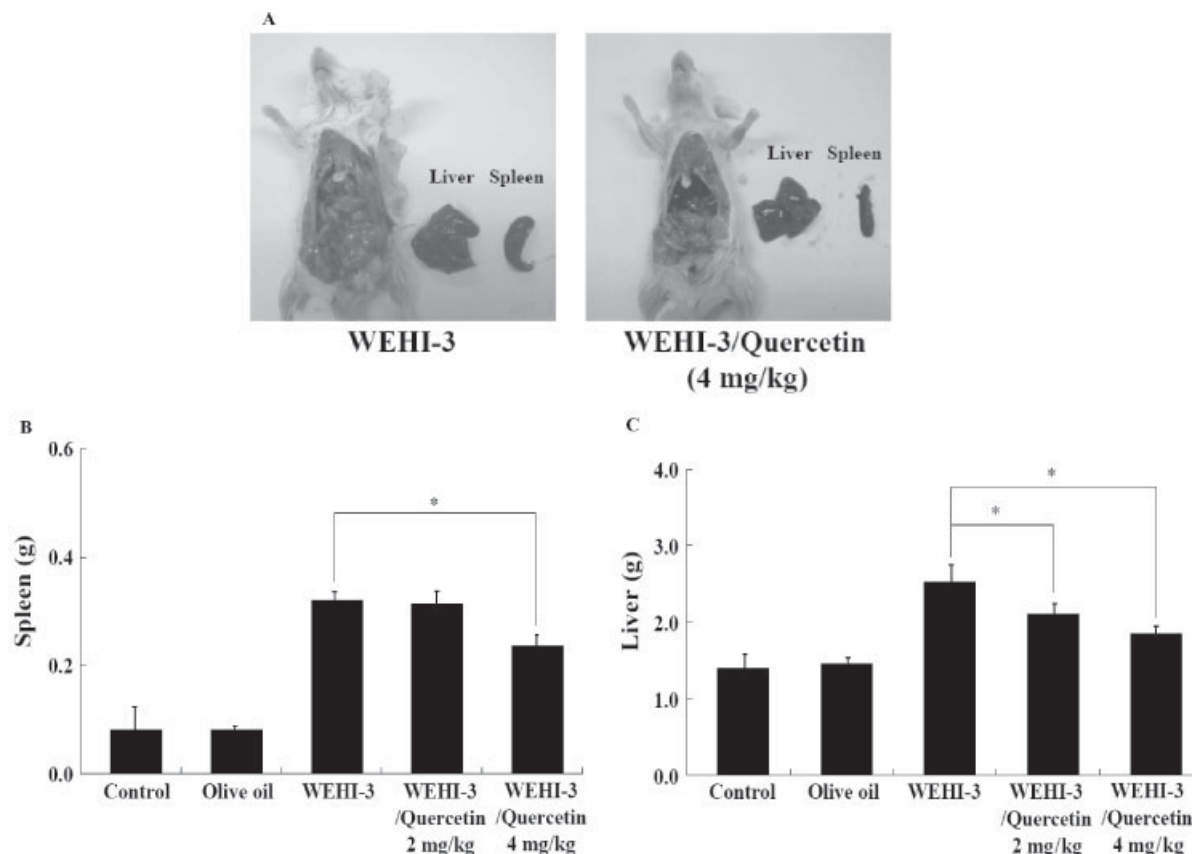 A
Liver Spleen
Liver Spleen
WEHI-3
WEHI-3/Quercetin
(4 mg/kg)
B
Spleen (g)
0.6
0.4
0.2
0.0
*
Control
Olive oil
WEHI-3
WEHI-3
/Quercetin
2 mg/kg
WEHI-3
/Quercetin
4 mg/kg
C
Liver (g)
4.0
3.0
2.0
1.0
0.0
*
*
Control
Olive oil
WEHI-3
WEHI-3
/Quercetin
2 mg/kg
WEHI-3
/Quercetin
4 mg/kg